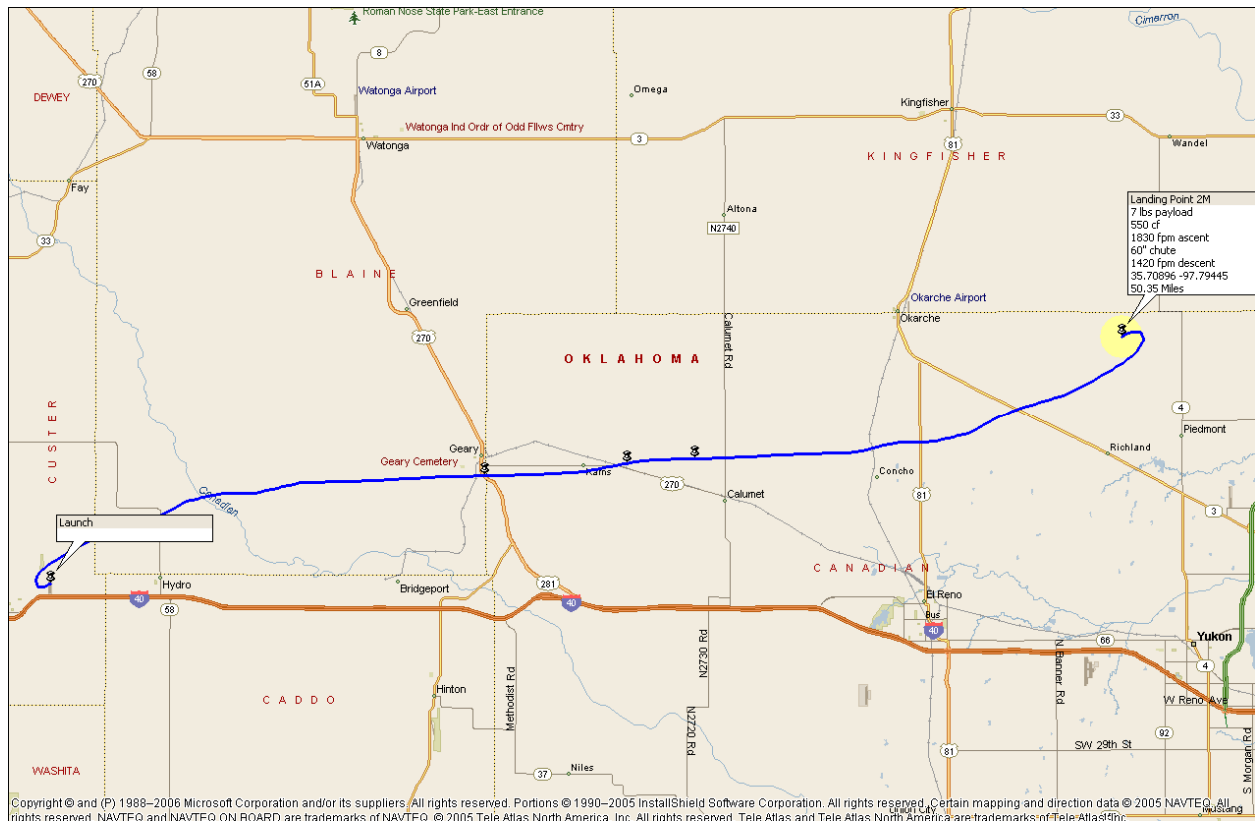 Roman Nose State Park-East Entrance
Cimarron
8
58
270
51A
DEWEY
Watonga Airport
Omega
Kingfisher
Watonga Ind Ordr of Odd Fllws Cmtry
3
33
Watonga
81
Wandel
KINGFISHER
Fay
Altona
N2740
33
Landing Point 2M
7 lbs payload
550 cf
1830 fpm ascent
60" chute
1420 fpm descent
35.70896 -97.79445
50.35 Miles
BLAINE
Greenfield
Okarche Airport
Okarche
270
Calumet Rd
OKLAHOMA
CUSTER
4
Piedmont
Geary
Geary Cemetery
Richland
Karns
270
Concho
Calumet
81
3
Canadian
Launch
CANADIAN
Hydro
Bridgeport
281
40
58
40
El Reno
Bus
40
66
Yukon
4
N2730 Rd
N Banner Rd
Hinton
CADDO
Methodist Rd
W Reno Ave
N2720 Rd
92
SW 29th St
81
S Morgan Rd
WASHITA
Niles
37
Union City
Mustang
Copyright © and (P) 1988–2006 Microsoft Corporation and/or its suppliers. All rights reserved. Portions © 1990–2005 InstallShield Software Corporation. All rights reserved. Certain mapping and direction data © 2005 NAVTEQ. All
rights reserved. NAVTEQ and NAVTEQ ON BOARD are trademarks of NAVTEQ. © 2005 Tele Atlas North America, Inc. All rights reserved. Tele Atlas and Tele Atlas North America are trademarks of Tele Atlas, Inc.